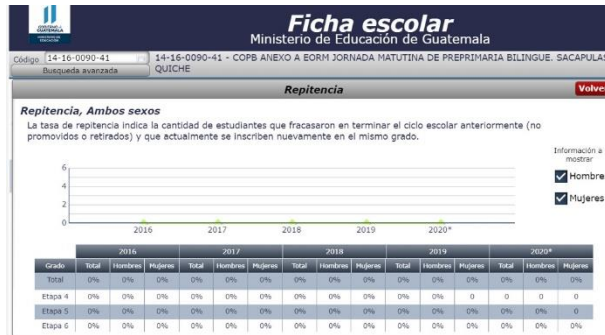 GUATEMALA
MINISTERIO DE
EDUCACIÓN
Ficha escolar
Ministerio de Educación de Guatemala
Código 14-16-0090-41
14-16-0090-41 - COPB ANEXO A EORM JORNADA MATUTINA DE PREPRIMARIA BILINGUE. SACAPULAS
Busqueda avanzada
QUICHE
Repitencia
Volver
Repitencia, Ambos sexos
La tasa de repitencia indica la cantidad de estudiantes que fracasaron en terminar el ciclo escolar anteriormente (no
promovidos o retirados) y que actualmente se inscriben nuevamente en el mismo grado.
Información a
mostrar
Hombre
Mujeres
6
4
2
0
2016 2017 2018 2019 2020*
2016 2017 2018 2019 2020*
Grado Total Hombres Mujeres Total Hombres Mujeres Total Hombres Mujeres Total Hombres Mujeres Total Hombres Mujeres
Total 0% 0% 0% 0% 0% 0% 0% 0% 0% 0% 0% 0% 0% 0% 0%
Etapa 4 0% 0% 0% 0% 0% 0% 0% 0% 0% 0% 0% 0 0 0 0
Etapa 5 0% 0% 0% 0% 0% 0% 0% 0% 0% 0% 0% 0% 0% 0% 0
Etapa 6 0% 0% 0% 0% 0% 0% 0% 0% 0% 0% 0% 0% 0% 0% 0%